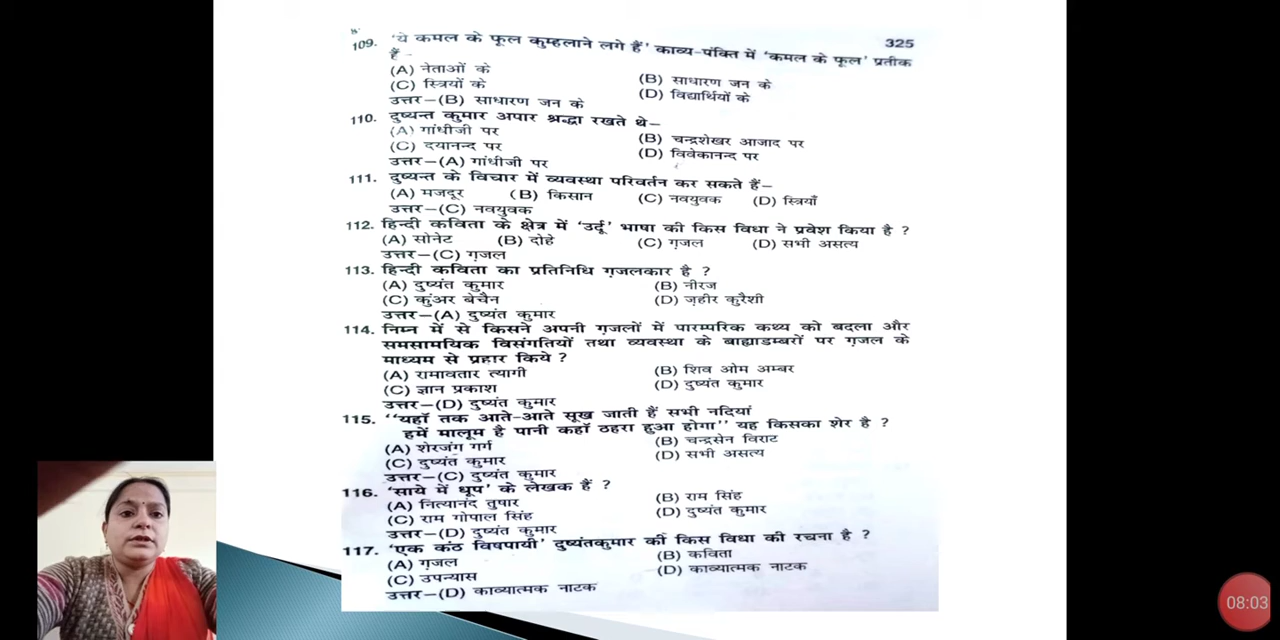 325
109. 'ये कमल के फूल कुम्हलाने लगे हैं' काव्य-पंक्ति में 'कमल के फूल' प्रतीक
हैं -
(A) नेताओं के (B) साधारण जन के
(C) स्त्रियों के (D) विद्यार्थियों के
उत्तर–(B) साधारण जन के
110. दुष्यन्त कुमार अपार श्रद्धा रखते थे–
(A) गांधीजी पर (B) चन्द्रशेखर आजाद पर
(C) दयानन्द पर (D) विवेकानन्द पर
उत्तर–(A) गांधीजी पर
111. दुष्यन्त के विचार में व्यवस्था परिवर्तन कर सकते हैं–
(A) मजदूर (B) किसान (C) नवयुवक (D) स्त्रियाँ
उत्तर–(C) नवयुवक
112. हिन्दी कविता के क्षेत्र में 'उर्दू' भाषा की किस विधा ने प्रवेश किया है ?
(A) सोनेट (B) दोहे (C) ग़जल (D) सभी असत्य
उत्तर–(C) ग़जल
113. हिन्दी कविता का प्रतिनिधि ग़जलकार है ?
(A) दुष्यंत कुमार (B) नीरज
(C) कुंअर बेचैन (D) ज़हीर कुरैशी
उत्तर–(A) दुष्यंत कुमार
114. निम्न में से किसने अपनी ग़जलों में पारम्परिक कथ्य को बदला और
समसामयिक विसंगतियों तथा व्यवस्था के बाह्याडम्बरों पर ग़जल के
माध्यम से प्रहार किये ?
(A) रामावतार त्यागी (B) शिव ओम अम्बर
(C) ज्ञान प्रकाश (D) दुष्यंत कुमार
उत्तर–(D) दुष्यंत कुमार
115. "यहाँ तक आते-आते सूख जाती हैं सभी नदियां
हमें मालूम है पानी कहाँ ठहरा हुआ होगा" यह किसका शेर है ?
(A) शेरजंग गर्ग (B) चन्द्रसेन विराट
(C) दुष्यंत कुमार (D) सभी असत्य
उत्तर–(C) दुष्यंत कुमार
116. 'साये में धूप' के लेखक हैं ?
(A) नित्यानंद तुषार (B) राम सिंह
(C) राम गोपाल सिंह (D) दुष्यंत कुमार
उत्तर–(D) दुष्यंत कुमार
117. 'एक कंठ विषपायी' दुष्यंतकुमार की किस विधा की रचना है ?
(A) ग़जल (B) कविता
(C) उपन्यास (D) काव्यात्मक नाटक
उत्तर–(D) काव्यात्मक नाटक
08:03